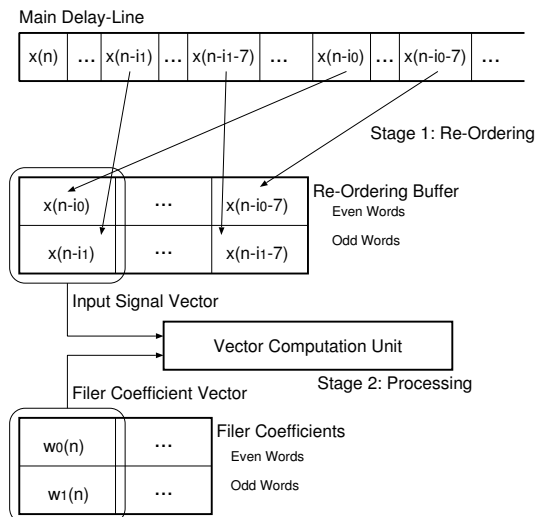 Main Delay-Line
x(n) ... x(n-i1) ... x(n-i1-7) ... x(n-i0) ... x(n-i0-7) ...
Stage 1: Re-Ordering
Re-Ordering Buffer
x(n-i0) ... x(n-i0-7)
Even Words
x(n-i1) ... x(n-i1-7)
Odd Words
Input Signal Vector
Vector Computation Unit
Stage 2: Processing
Filer Coefficient Vector
Filer Coefficients
w0(n) ...
Even Words
w1(n) ...
Odd Words